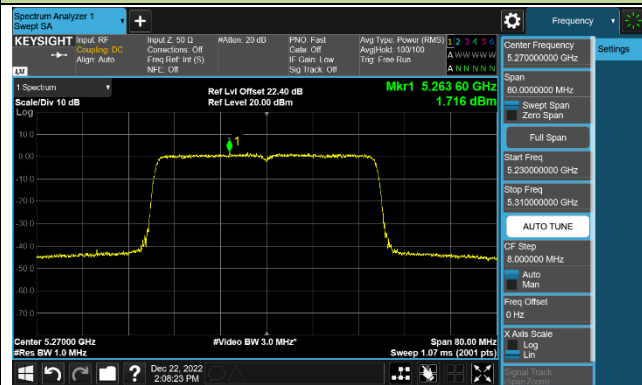 Spectrum Analyzer 1
Swept SA
Frequency
KEYSIGHT
Input: RF
Coupling: DC
Align: Auto
Input Z: 50 Ω
Corrections: Off
Freq Ref: Int (S)
NFE: Off
#Atten: 20 dB
PNO: Fast
Gate: Off
IF Gain: Low
Sig Track: Off
Avg Type: Power (RMS)
Avg|Hold: 100/100
Trig: Free Run
1 2 3 4 5 6
A W W W W W
A N N N N N
LXI
1 Spectrum
Scale/Div 10 dB
Log
Ref Lvl Offset 22.40 dB
Ref Level 20.00 dBm
Mkr1 5.263 60 GHz
1.716 dBm
10.0
0.00
-10.0
-20.0
-30.0
-40.0
-50.0
-60.0
-70.0
1
Center 5.27000 GHz
#Res BW 1.0 MHz
#Video BW 3.0 MHz*
Span 80.00 MHz
Sweep 1.07 ms (2001 pts)
Dec 22, 2022
2:08:23 PM
?
Center Frequency
5.270000000 GHz
Settings
Span
80.0000000 MHz
Swept Span
Zero Span
Full Span
Start Freq
5.230000000 GHz
Stop Freq
5.310000000 GHz
AUTO TUNE
CF Step
8.000000 MHz
Auto
Man
Freq Offset
0 Hz
X Axis Scale
Log
Lin
Signal Track
(Span Zoom)